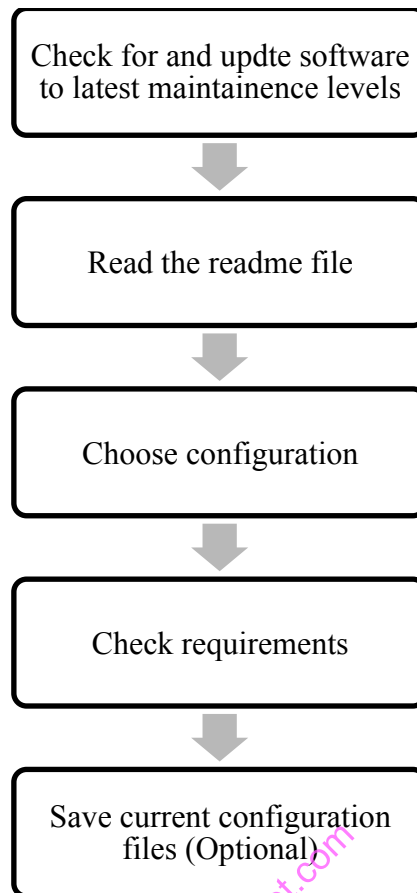 Check for and updte software
to latest maintainence levels
Read the readme file
Choose configuration
Check requirements
Save current configuration
files (Optional)
t.com